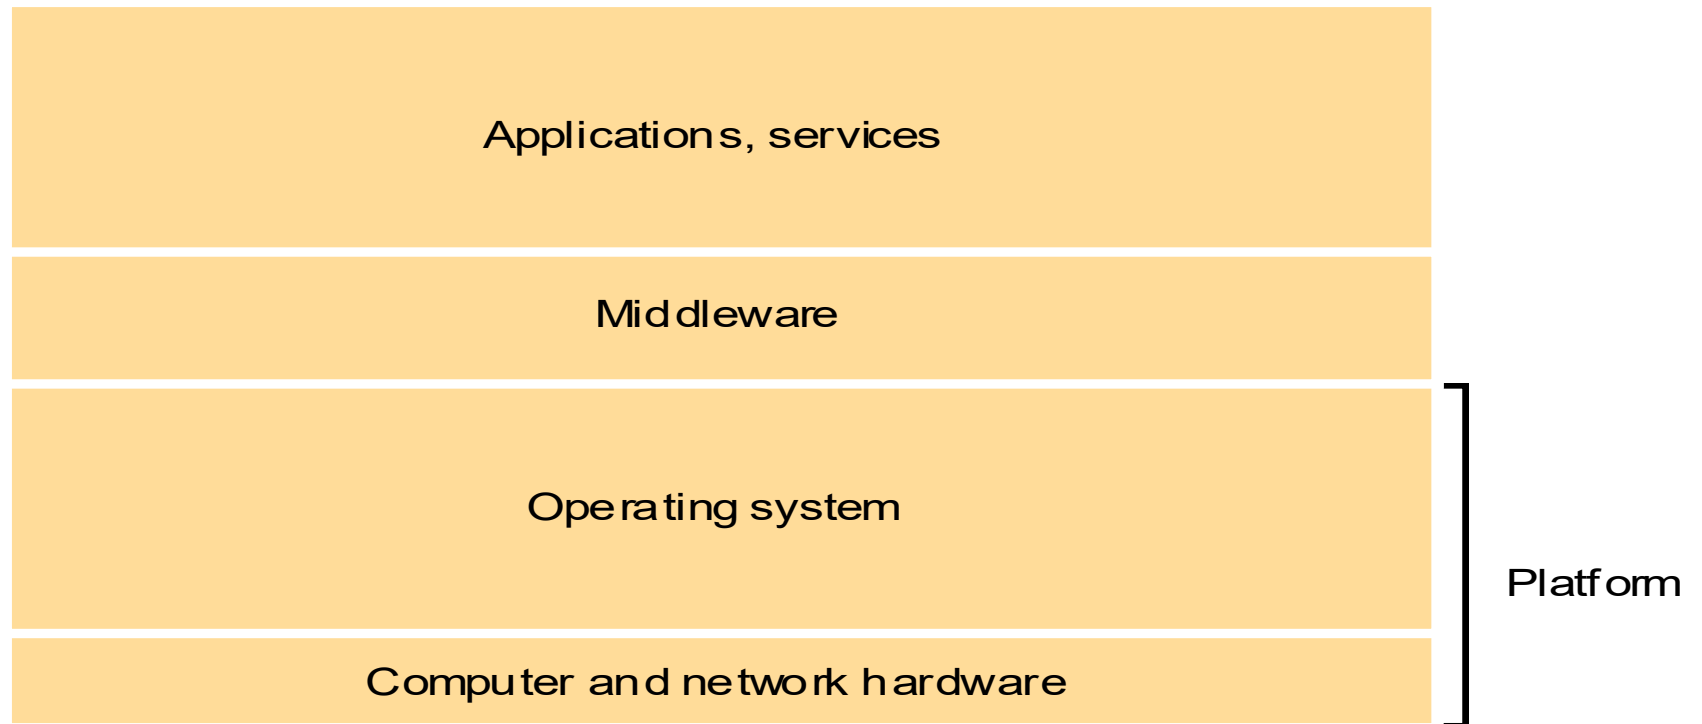 Applications, services
Middleware
Operating system
Platform
Computer and network hardware